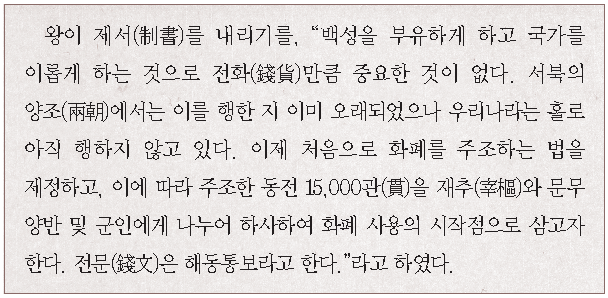 왕이 제서(制書)를 내리기를, “백성을 부유하게 하고 국가를
이롭게 하는 것으로 전화(錢貨)만큼 중요한 것이 없다. 서북의
양조(兩朝)에서는 이를 행한 지 이미 오래되었으나 우리나라는 홀로
아직 행하지 않고 있다. 이제 처음으로 화폐를 주조하는 법을
제정하고, 이에 따라 주조한 동전 15,000관(貫)을 재추(宰樞)와 문무
양반 및 군인에게 나누어 하사하여 화폐 사용의 시작점으로 삼고자
한다. 전문(錢文)은 해동통보라고 한다.”라고 하였다.